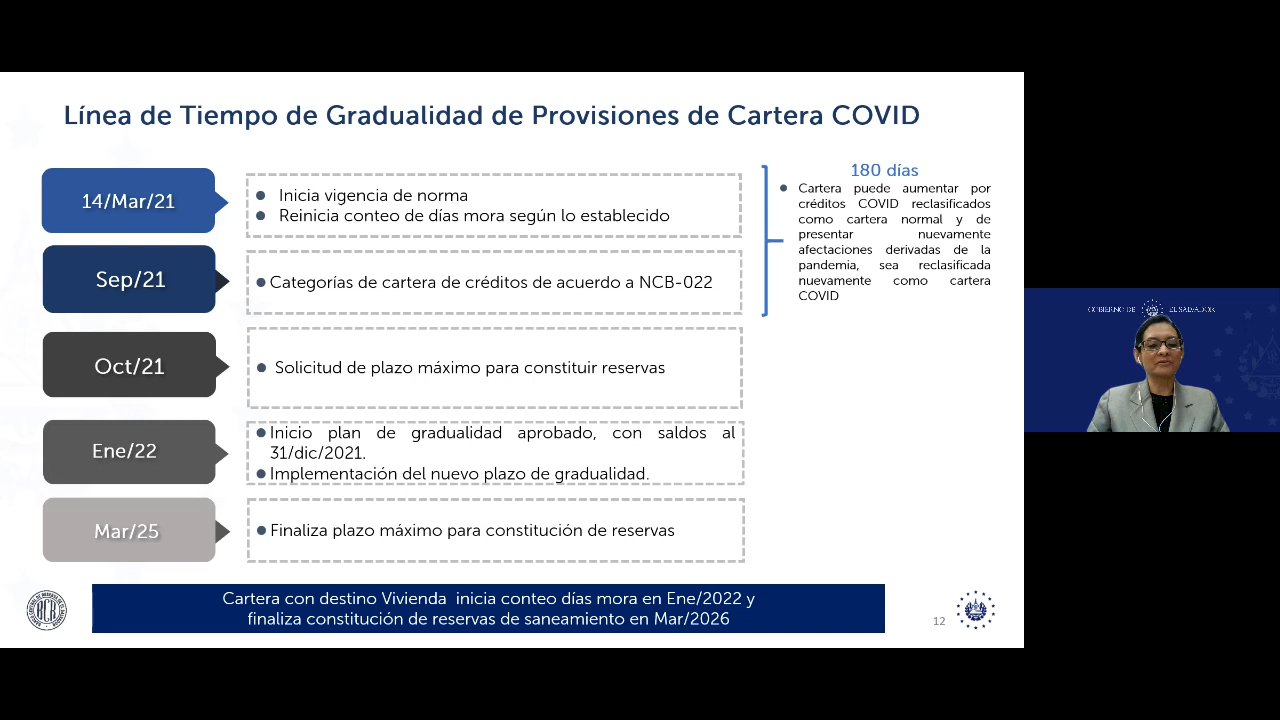 Línea de Tiempo de Gradualidad de Provisiones de Cartera COVID
14/Mar/21
Inicia vigencia de norma
Reinicia conteo de días mora según lo establecido
Sep/21
Categorías de cartera de créditos de acuerdo a NCB-022
Oct/21
Solicitud de plazo máximo para constituir reservas
Ene/22
Inicio plan de gradualidad aprobado, con saldos al
31/dic/2021.
Implementación del nuevo plazo de gradualidad.
Mar/25
Finaliza plazo máximo para constitución de reservas
180 días
Cartera puede aumentar por
créditos COVID reclasificados
como cartera normal y de
presentar nuevamente
afectaciones derivadas de la
pandemia, sea reclasificada
nuevamente como cartera
COVID
Cartera con destino Vivienda inicia conteo días mora en Ene/2022 y
finaliza constitución de reservas de saneamiento en Mar/2026
BCR
12
GOBIERNO DE EL SALVADOR